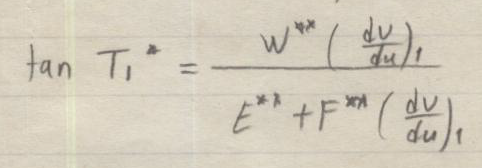 tan T₁* = W** (dv/du)₁ / E** + F** (dv/du)₁